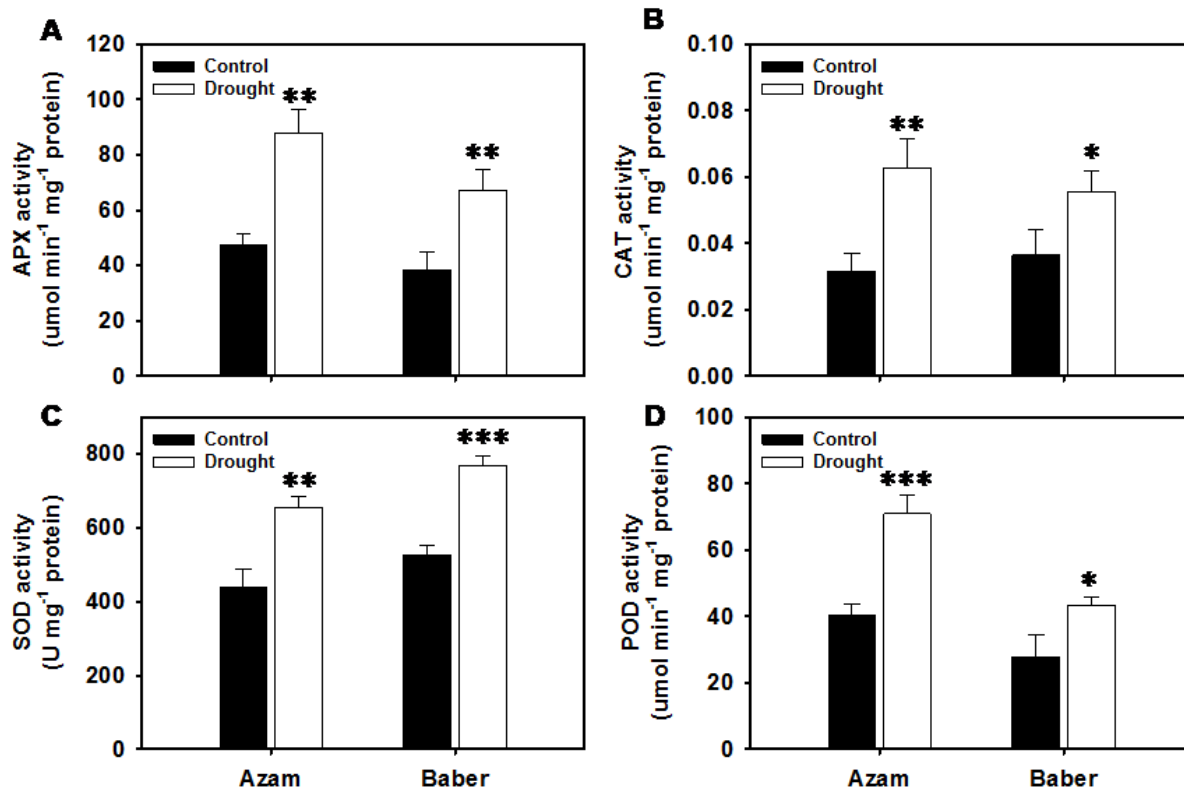 A
APX activity
(umol min⁻¹ mg⁻¹ protein)
120
100
80
60
40
20
0
Control
Drought
**
**
B
CAT activity
(umol min⁻¹ mg⁻¹ protein)
0.10
0.08
0.06
0.04
0.02
0.00
Control
Drought
**
*
C
SOD activity
(U mg⁻¹ protein)
800
600
400
200
0
Control
Drought
**
***
Azam
Baber
D
POD activity
(umol min⁻¹ mg⁻¹ protein)
100
80
60
40
20
0
Control
Drought
***
*
Azam
Baber